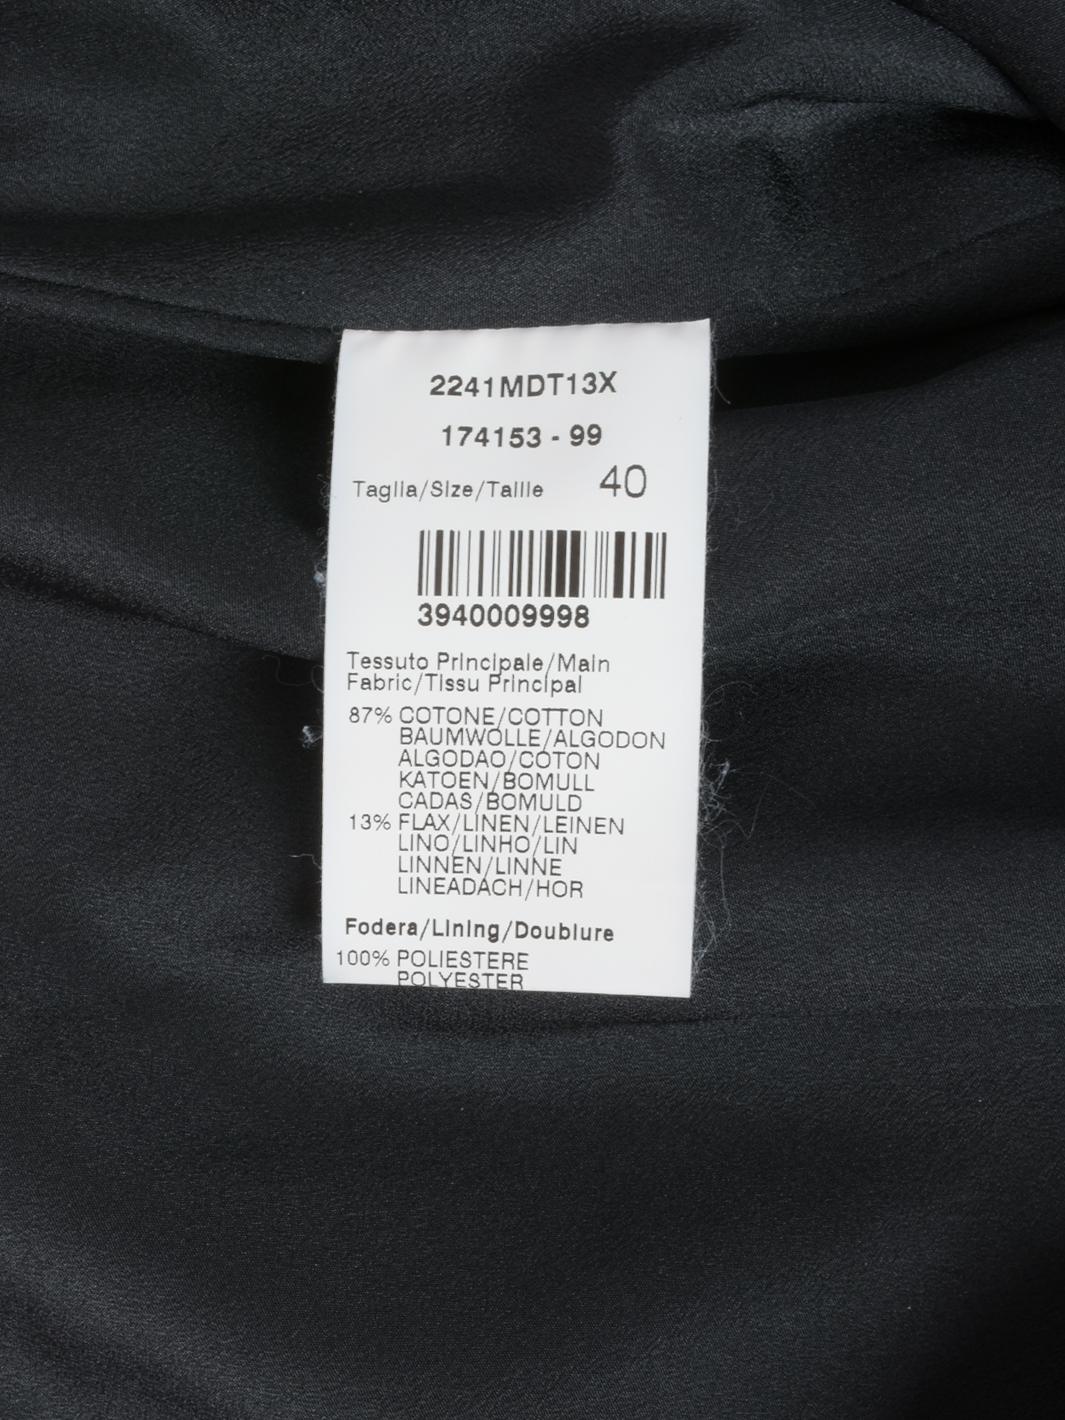 2241MDT13X
174153 - 99
Taglia/Size/Taille 40
3940009998
Tessuto Principale/Main
Fabric/Tissu Principal
87% COTONE/COTTON
BAUMWOLLE/ALGODON
ALGODAO/COTON
KATOEN/BOMULL
CADAS/BOMULD
13% FLAX/LINEN/LEINEN
LINO/LINHO/LIN
LINNEN/LINNE
LINEADACH/HOR
Fodera/Lining/Doublure
100% POLIESTERE
POLYESTER